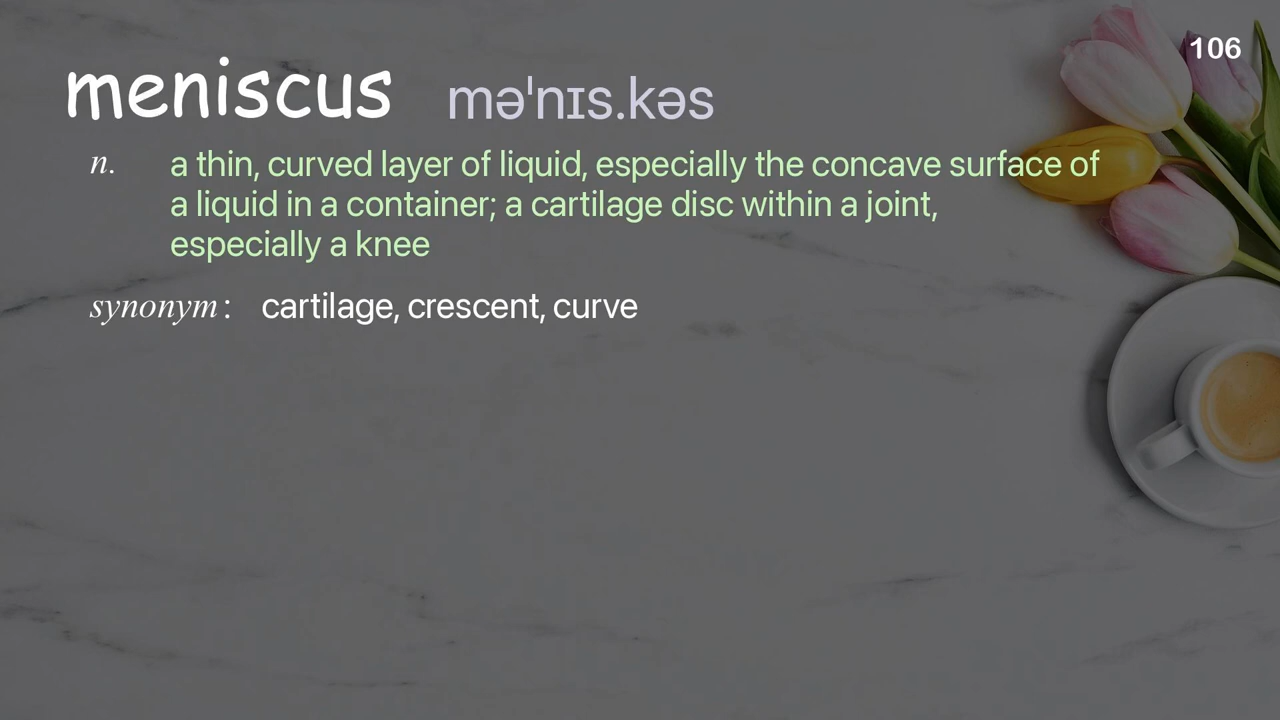 106
meniscus məˈnɪs.kəs
n. a thin, curved layer of liquid, especially the concave surface of
a liquid in a container; a cartilage disc within a joint,
especially a knee
synonym: cartilage, crescent, curve